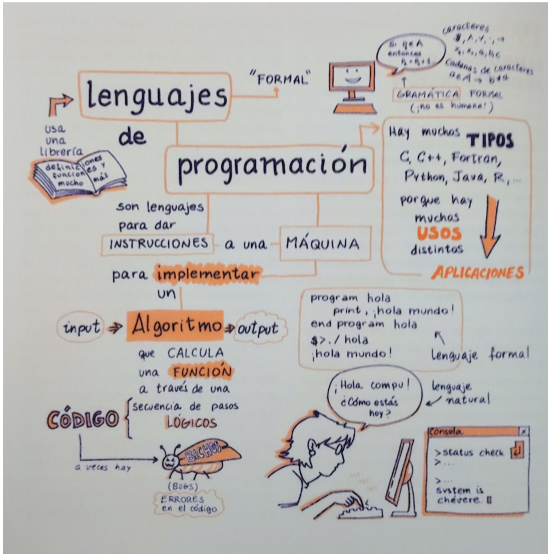 lenguajes
de
programación
"FORMAL"
caracteres
cadenas de caracteres
GRAMÁTICA FORMAL
(¡no es humana!)
usa
una
librería
definiciones
funciones y
mucho más
Hay muchos TIPOS
C, C++, Fortran,
Python, Java, R,...
porque hay
muchos
USOS
distintos
APLICACIONES
son lenguajes
para dar
INSTRUCCIONES a una MÁQUINA
para implementar
un
input → Algoritmo → output
que CALCULA
una FUNCIÓN
a través de una
secuencia de pasos
LÓGICOS
CÓDIGO
a veces hay
BICHOS
(BUGS)
ERRORES
en el código
program hola
print, ¡hola mundo!
end program hola
$>./hola
¡hola mundo!
lenguaje formal
¡Hola compu!
¿Cómo estás
hoy?
lenguaje
natural
Consola x
>status check
>...
>...
system is
chévere.